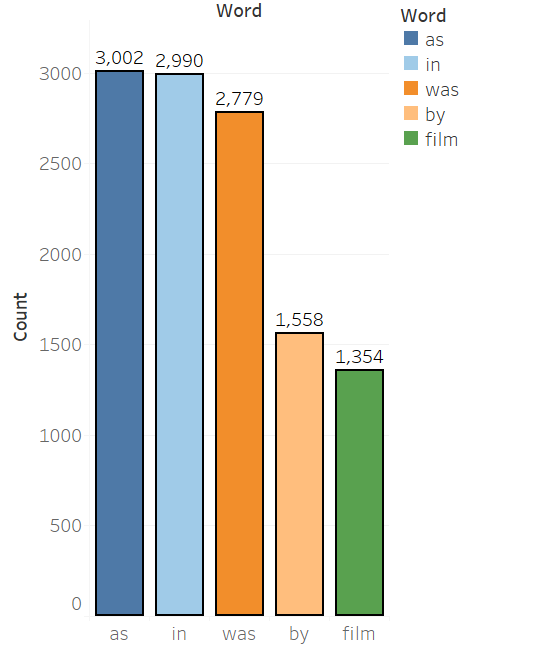 Word
Word
as
in
was
by
film
3,002
2,990
2,779
1,558
1,354
3000
2500
2000
1500
1000
500
0
Count
as
in
was
by
film